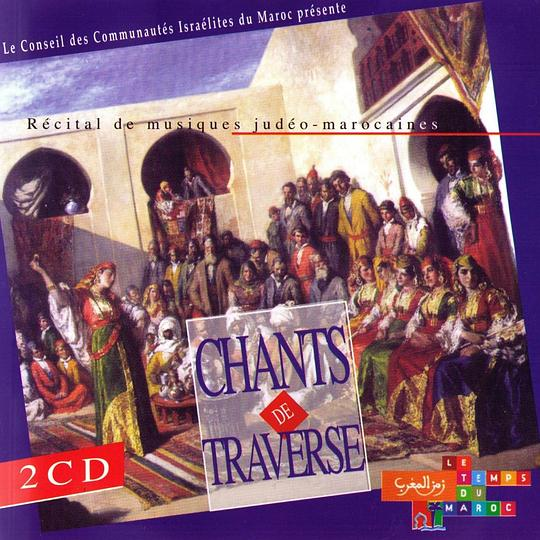 Le Conseil des Communautés Israélites du Maroc présente
Récital de musiques judéo-marocaines
CHANTS
DE
TRAVERSE
2 CD
زمن المغرب
LE
TEMPS
DU
MAROC